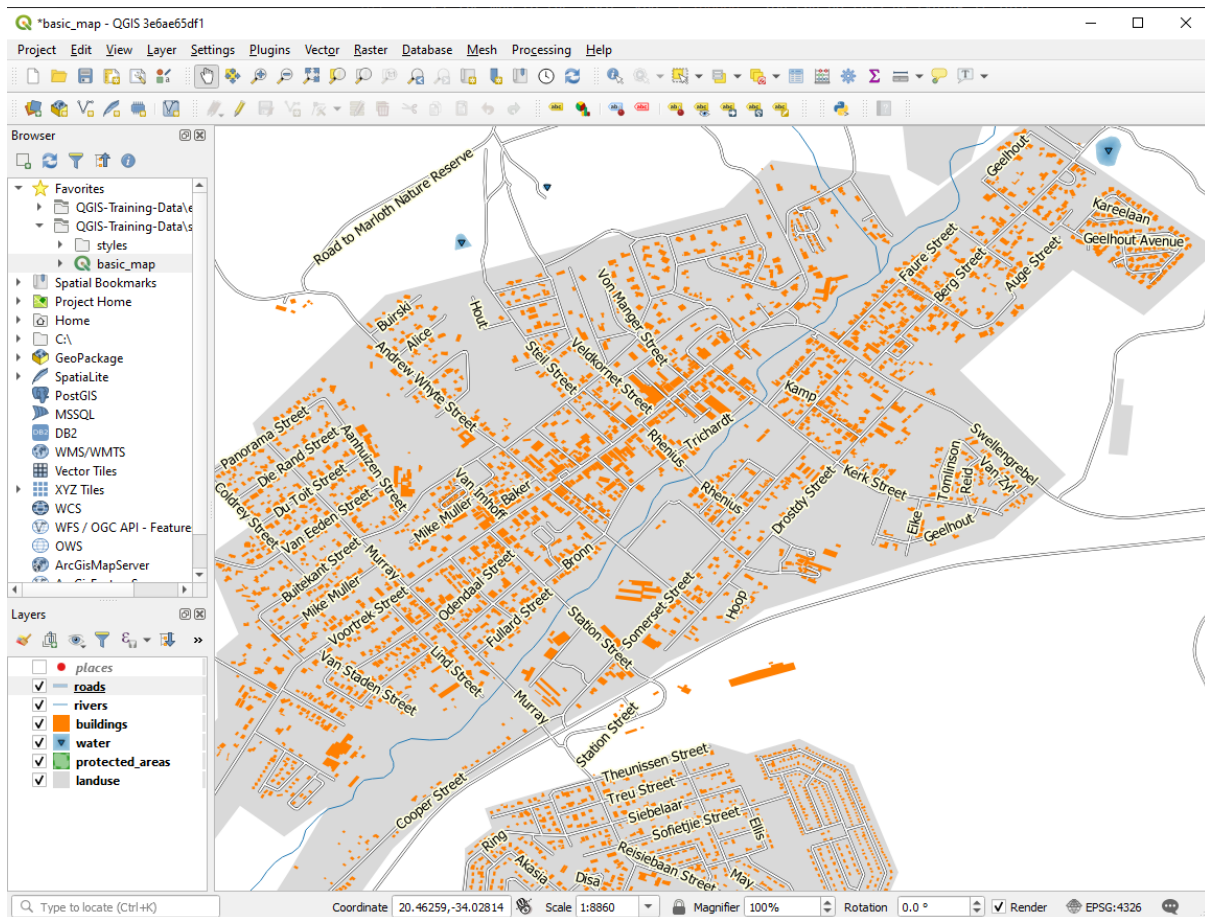 *basic_map - QGIS 3e6ae65df1
Project Edit View Layer Settings Plugins Vector Raster Database Mesh Processing Help
Browser
Favorites
QGIS-Training-Data\e
QGIS-Training-Data\s
styles
basic_map
Spatial Bookmarks
Project Home
Home
C:\
GeoPackage
SpatiaLite
PostGIS
MSSQL
DB2
WMS/WMTS
Vector Tiles
XYZ Tiles
WCS
WFS / OGC API - Feature
OWS
ArcGisMapServer
Layers
places
roads
rivers
buildings
water
protected_areas
landuse
Road to Marloth Nature Reserve
Geelhout
Kareelaan
Geelhout Avenue
Faure Street
Berg Street
Auge Street
Buirski
Alice
Hout
Von Manger Street
Andrew Whyte Street
Steil Street
Veldkornet Street
Kamp
Panorama Street
Die Rand Street
Aanhuizen Street
Rhenius
Trichardt
Swellengrebel
Coldrey Street
Du Toit Street
Van Eeden Street
Van Imhoff
Baker
Mike Muller
Rhenius
Drostdy Street
Kerk Street
Tomlinson
Reid
Van Zyl
Eike
Geelhout
Buitekant Street
Murray
Mike Muller
Voortrek Street
Odendaal Street
Bronn
Fullard Street
Station Street
Somerset Street
Hoop
Van Staden Street
Lind Street
Murray
Station Street
Cooper Street
Theunissen Street
Treu Street
Siebelaar
Sofietjie Street
Ellis
Ring
Akasia
Disa
Reisiebaan Street
May
Type to locate (Ctrl+K) Coordinate 20.46259,-34.02814 Scale 1:8860 Magnifier 100% Rotation 0.0 ° Render EPSG:4326